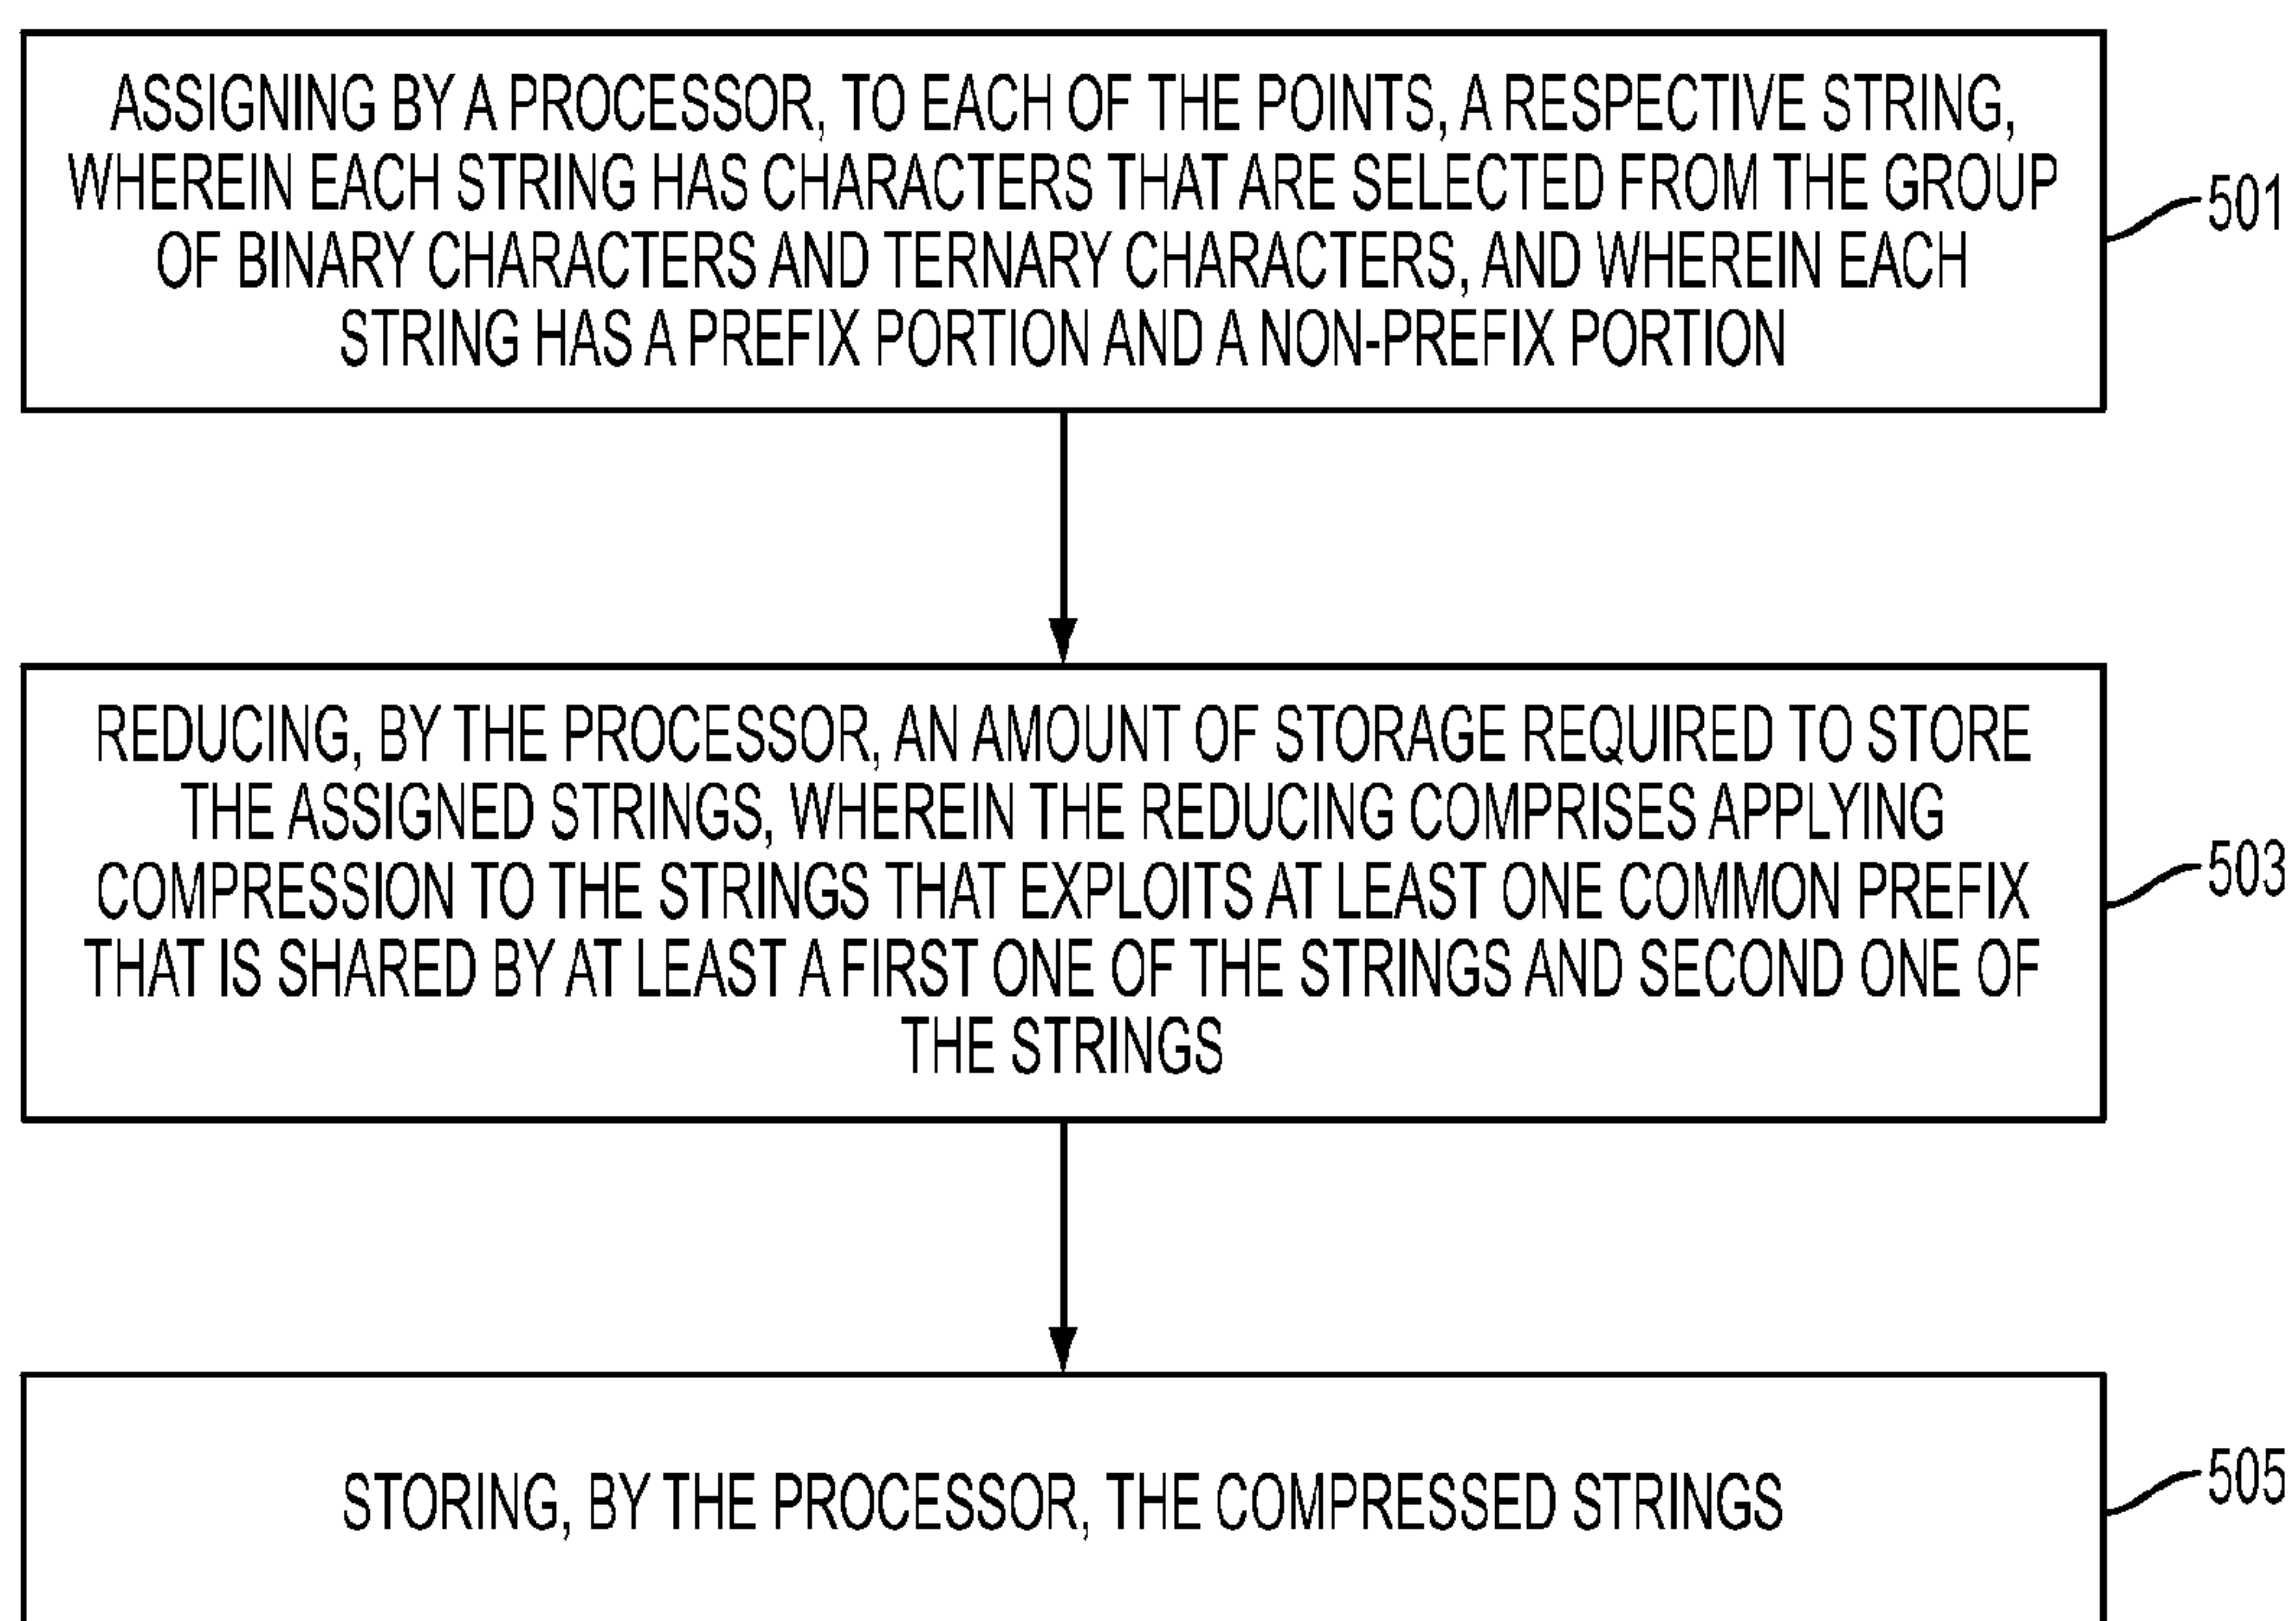 ASSIGNING BY A PROCESSOR, TO EACH OF THE POINTS, A RESPECTIVE STRING,
WHEREIN EACH STRING HAS CHARACTERS THAT ARE SELECTED FROM THE GROUP
OF BINARY CHARACTERS AND TERNARY CHARACTERS, AND WHEREIN EACH
STRING HAS A PREFIX PORTION AND A NON-PREFIX PORTION
501
REDUCING, BY THE PROCESSOR, AN AMOUNT OF STORAGE REQUIRED TO STORE
THE ASSIGNED STRINGS, WHEREIN THE REDUCING COMPRISES APPLYING
COMPRESSION TO THE STRINGS THAT EXPLOITS AT LEAST ONE COMMON PREFIX
THAT IS SHARED BY AT LEAST A FIRST ONE OF THE STRINGS AND SECOND ONE OF
THE STRINGS
503
STORING, BY THE PROCESSOR, THE COMPRESSED STRINGS
505